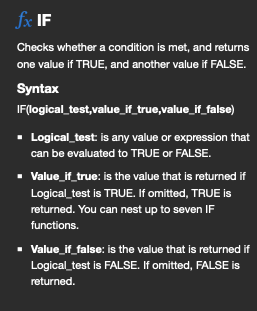 fx IF
Checks whether a condition is met, and returns
one value if TRUE, and another value if FALSE.
Syntax
IF(logical_test,value_if_true,value_if_false)
▪ Logical_test: is any value or expression that
can be evaluated to TRUE or FALSE.
▪ Value_if_true: is the value that is returned if
Logical_test is TRUE. If omitted, TRUE is
returned. You can nest up to seven IF
functions.
▪ Value_if_false: is the value that is returned if
Logical_test is FALSE. If omitted, FALSE is
returned.